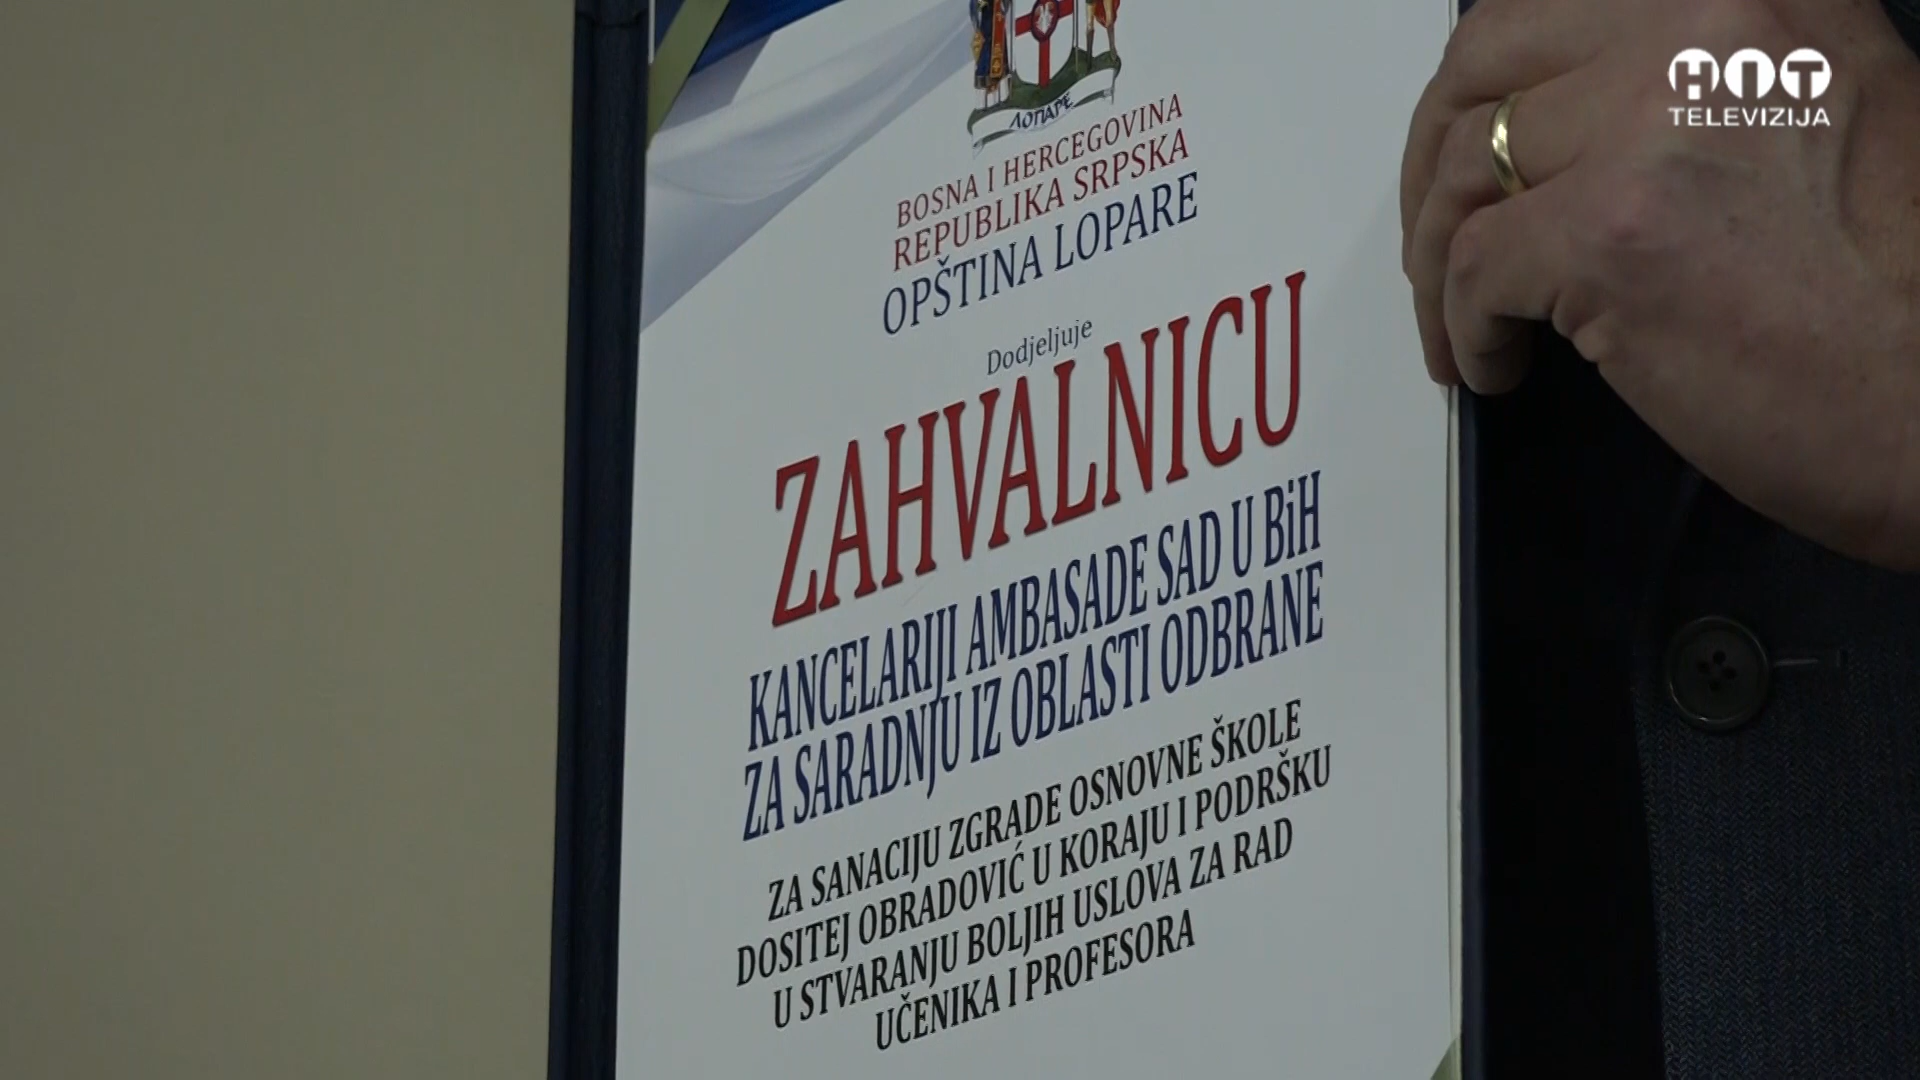 HIT
TELEVIZIJA
ЛОПАРЕ
BOSNA I HERCEGOVINA
REPUBLIKA SRPSKA
OPŠTINA LOPARE
Dodjeljuje
ZAHVALNICU
KANCELARIJI AMBASADE SAD U BiH
ZA SARADNJU IZ OBLASTI ODBRANE
ZA SANACIJU ZGRADE OSNOVNE ŠKOLE
DOSITEJ OBRADOVIĆ U KORAJU I PODRŠKU
U STVARANJU BOLJIH USLOVA ZA RAD
UČENIKA I PROFESORA